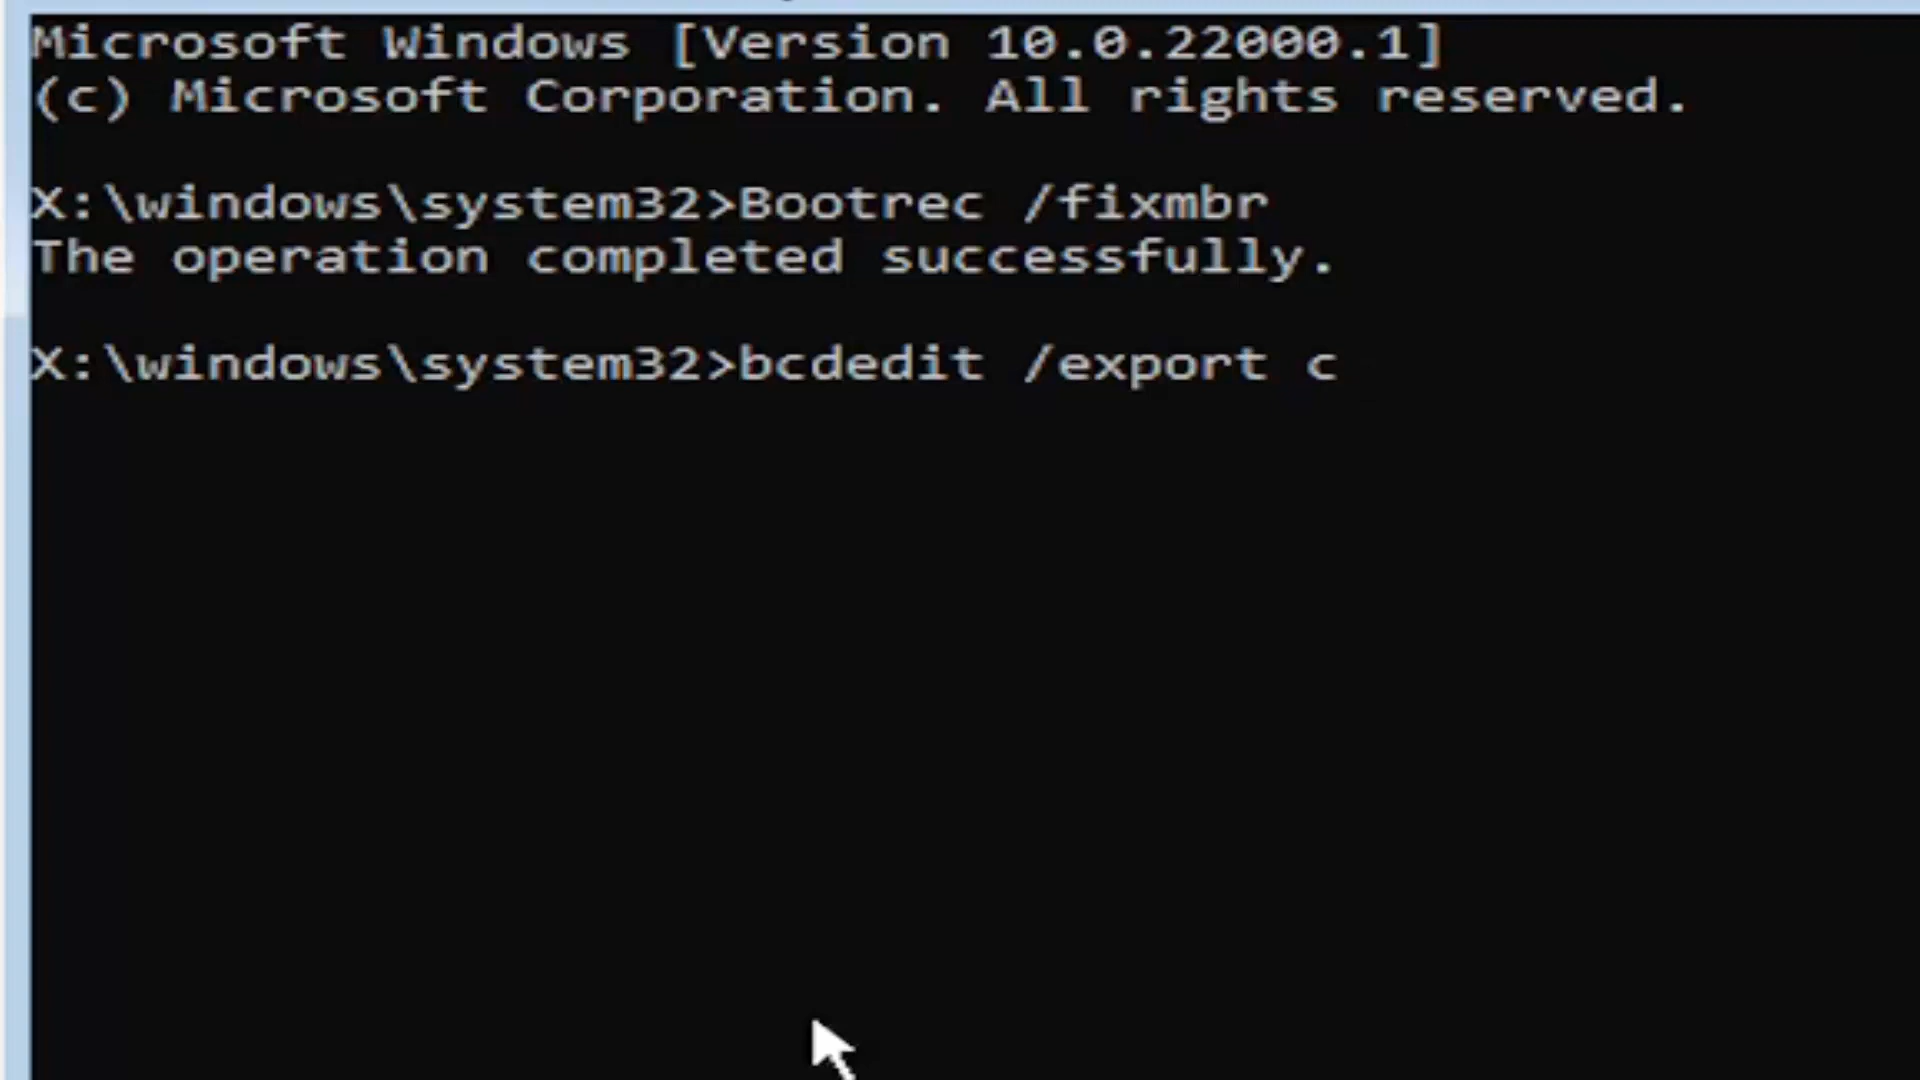 Microsoft Windows [Version 10.0.22000.1]
(c) Microsoft Corporation. All rights reserved.
X:\windows\system32>Bootrec /fixmbr
The operation completed successfully.
X:\windows\system32>bcdedit /export c